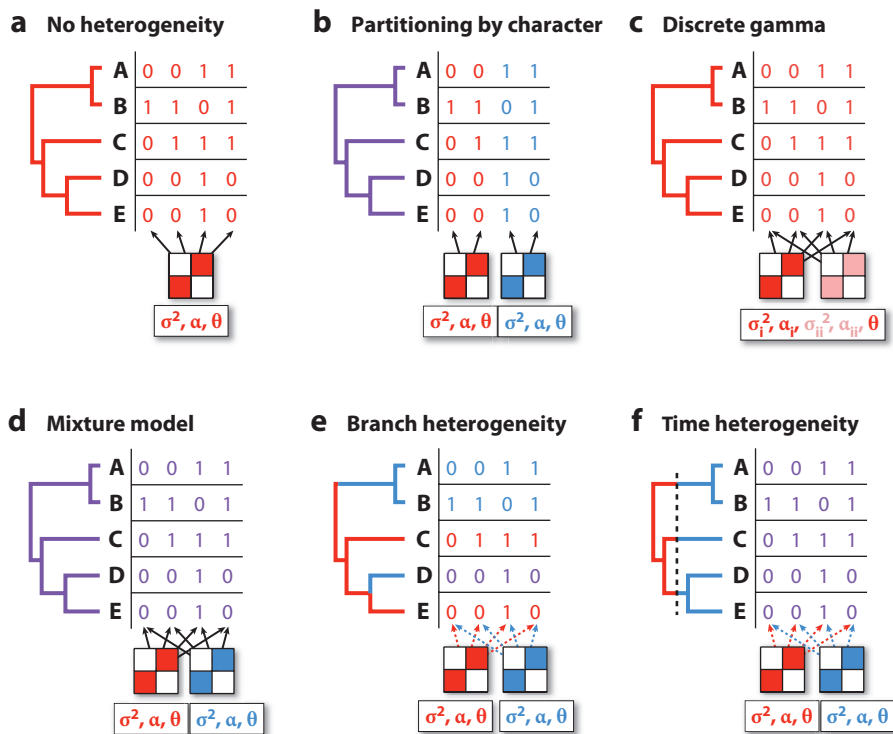 a No heterogeneity
A 0 0 1 1
B 1 1 0 1
C 0 1 1 1
D 0 0 1 0
E 0 0 1 0
σ², α, θ
b Partitioning by character
A 0 0 1 1
B 1 1 0 1
C 0 1 1 1
D 0 0 1 0
E 0 0 1 0
σ², α, θ σ², α, θ
c Discrete gamma
A 0 0 1 1
B 1 1 0 1
C 0 1 1 1
D 0 0 1 0
E 0 0 1 0
σᵢ², αᵢ, σᵢᵢ², αᵢᵢ, θ
d Mixture model
A 0 0 1 1
B 1 1 0 1
C 0 1 1 1
D 0 0 1 0
E 0 0 1 0
σ², α, θ σ², α, θ
e Branch heterogeneity
A 0 0 1 1
B 1 1 0 1
C 0 1 1 1
D 0 0 1 0
E 0 0 1 0
σ², α, θ σ², α, θ
f Time heterogeneity
A 0 0 1 1
B 1 1 0 1
C 0 1 1 1
D 0 0 1 0
E 0 0 1 0
σ², α, θ σ², α, θ